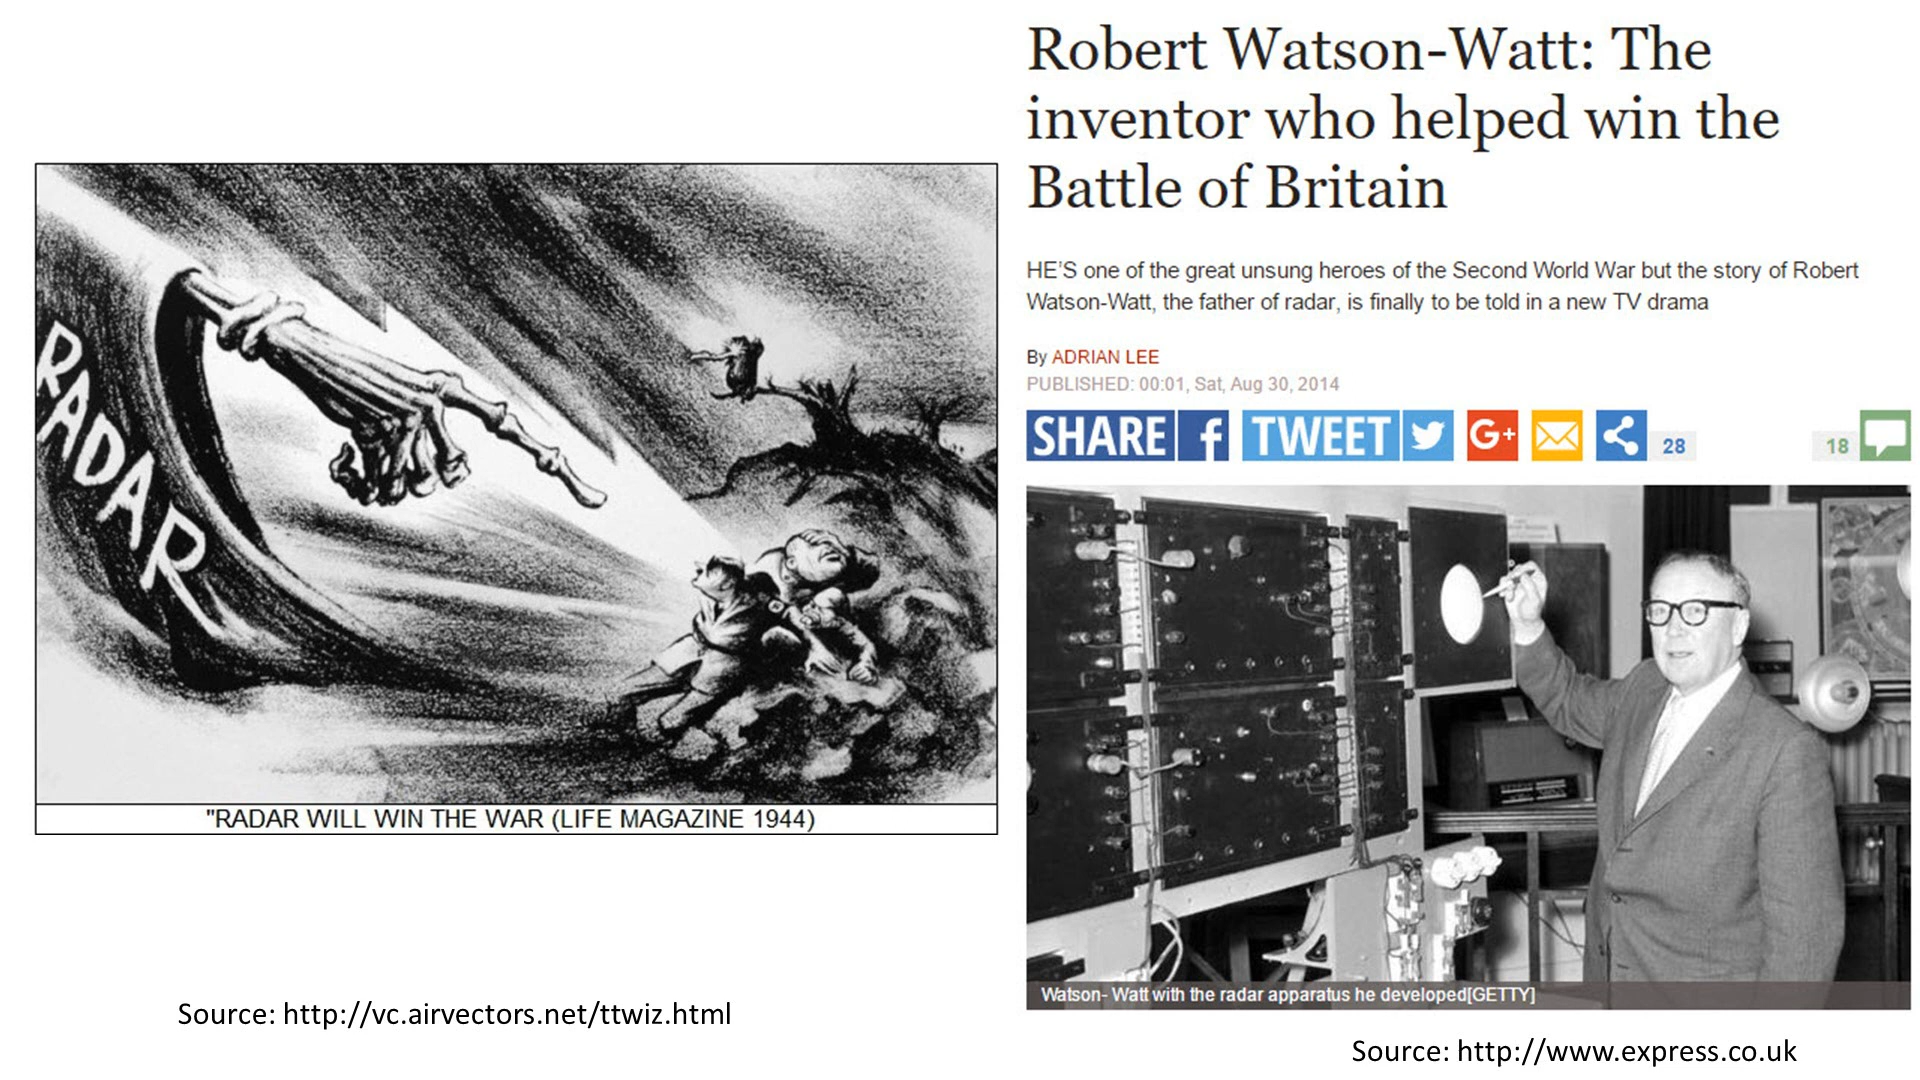 RADAR
"RADAR WILL WIN THE WAR (LIFE MAGAZINE 1944)
Source: http://vc.airvectors.net/ttwiz.html
Robert Watson-Watt: The
inventor who helped win the
Battle of Britain
HE'S one of the great unsung heroes of the Second World War but the story of Robert
Watson-Watt, the father of radar, is finally to be told in a new TV drama
By ADRIAN LEE
PUBLISHED: 00:01, Sat, Aug 30, 2014
SHARE f TWEET G+ 28 18
Watson- Watt with the radar apparatus he developed[GETTY]
Source: http://www.express.co.uk